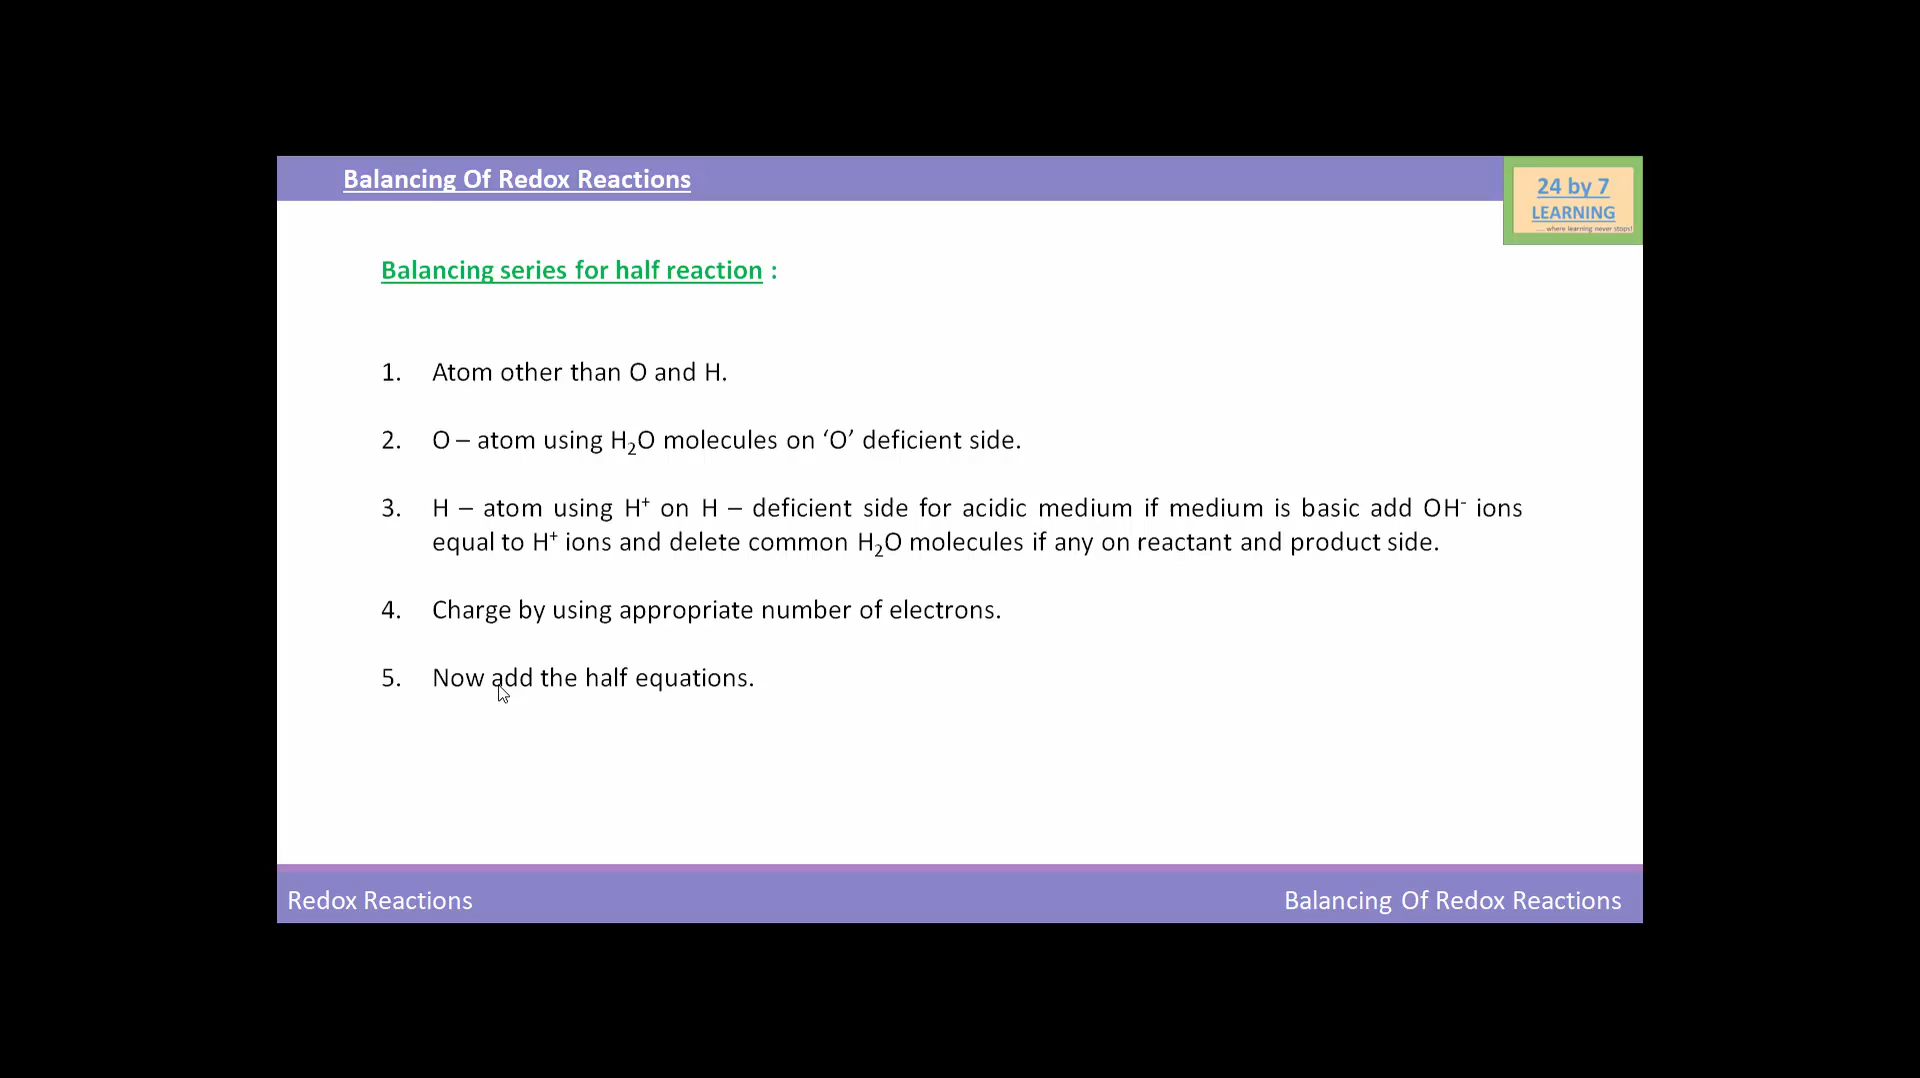 Balancing Of Redox Reactions
24 by 7
LEARNING
.... where learning never stops!
Balancing series for half reaction :
1. Atom other than O and H.
2. O – atom using H₂O molecules on ‘O’ deficient side.
3. H – atom using H⁺ on H – deficient side for acidic medium if medium is basic add OH⁻ ions
equal to H⁺ ions and delete common H₂O molecules if any on reactant and product side.
4. Charge by using appropriate number of electrons.
5. Now add the half equations.
Redox Reactions
Balancing Of Redox Reactions